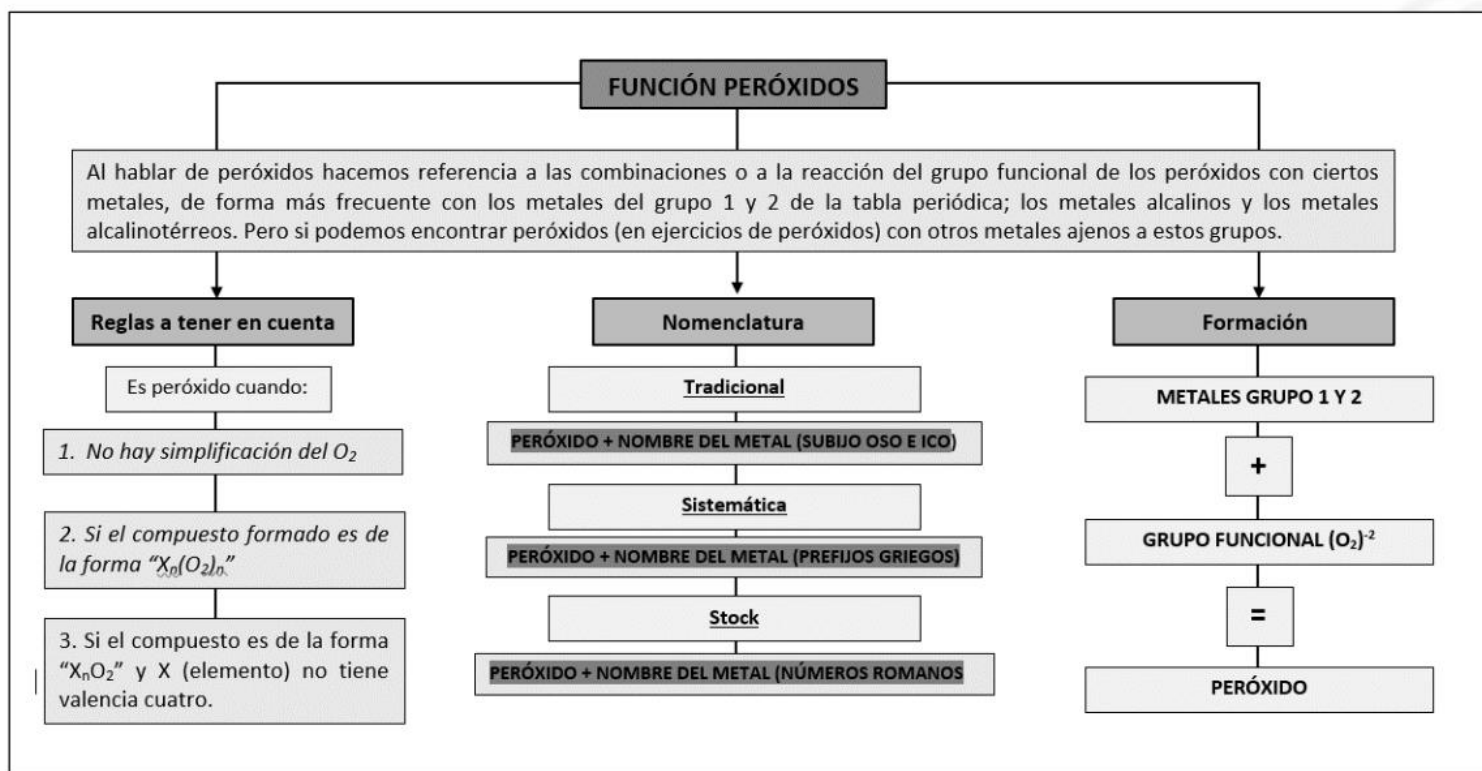 FUNCIÓN PERÓXIDOS
Al hablar de peróxidos hacemos referencia a las combinaciones o a la reacción del grupo funcional de los peróxidos con ciertos
metales, de forma más frecuente con los metales del grupo 1 y 2 de la tabla periódica; los metales alcalinos y los metales
alcalinotérreos. Pero si podemos encontrar peróxidos (en ejercicios de peróxidos) con otros metales ajenos a estos grupos.
Reglas a tener en cuenta
Es peróxido cuando:
1. No hay simplificación del O₂
2. Si el compuesto formado es de
la forma “Xₙ(O₂)ₙ”
3. Si el compuesto es de la forma
“XₙO₂” y X (elemento) no tiene
valencia cuatro.
Nomenclatura
Tradicional
PERÓXIDO + NOMBRE DEL METAL (SUBIJO OSO E ICO)
Sistemática
PERÓXIDO + NOMBRE DEL METAL (PREFIJOS GRIEGOS)
Stock
PERÓXIDO + NOMBRE DEL METAL (NÚMEROS ROMANOS
Formación
METALES GRUPO 1 Y 2
+
GRUPO FUNCIONAL (O₂)⁻²
=
PERÓXIDO